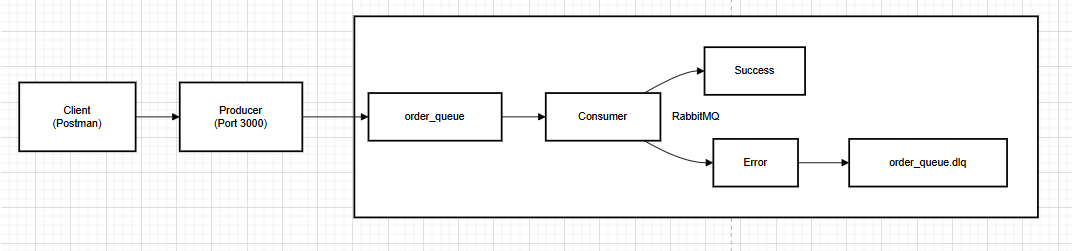 Client
(Postman)
Producer
(Port 3000)
order_queue
Consumer
RabbitMQ
Success
Error
order_queue.dlq